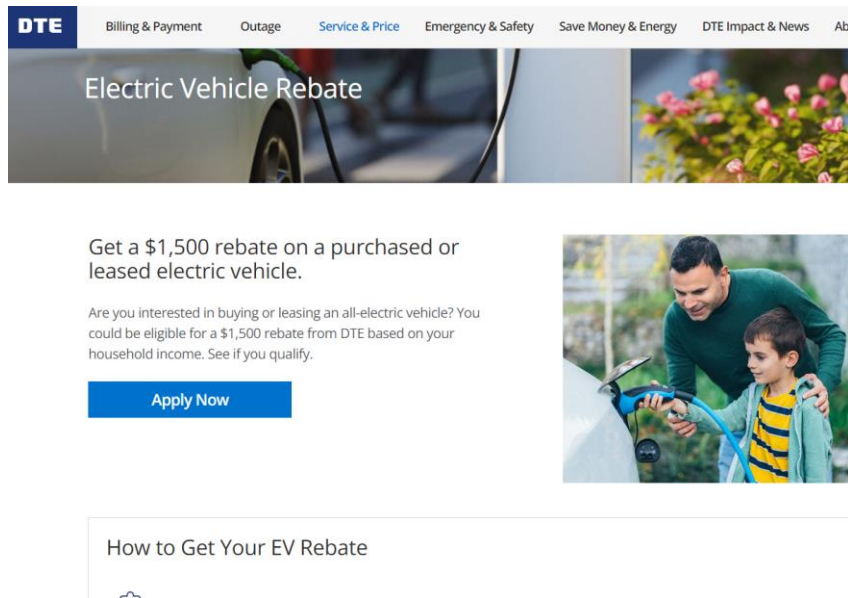 DTE Billing & Payment Outage Service & Price Emergency & Safety Save Money & Energy DTE Impact & News Ab
Electric Vehicle Rebate
Get a $1,500 rebate on a purchased or
leased electric vehicle.
Are you interested in buying or leasing an all-electric vehicle? You
could be eligible for a $1,500 rebate from DTE based on your
household income. See if you qualify.
Apply Now
How to Get Your EV Rebate